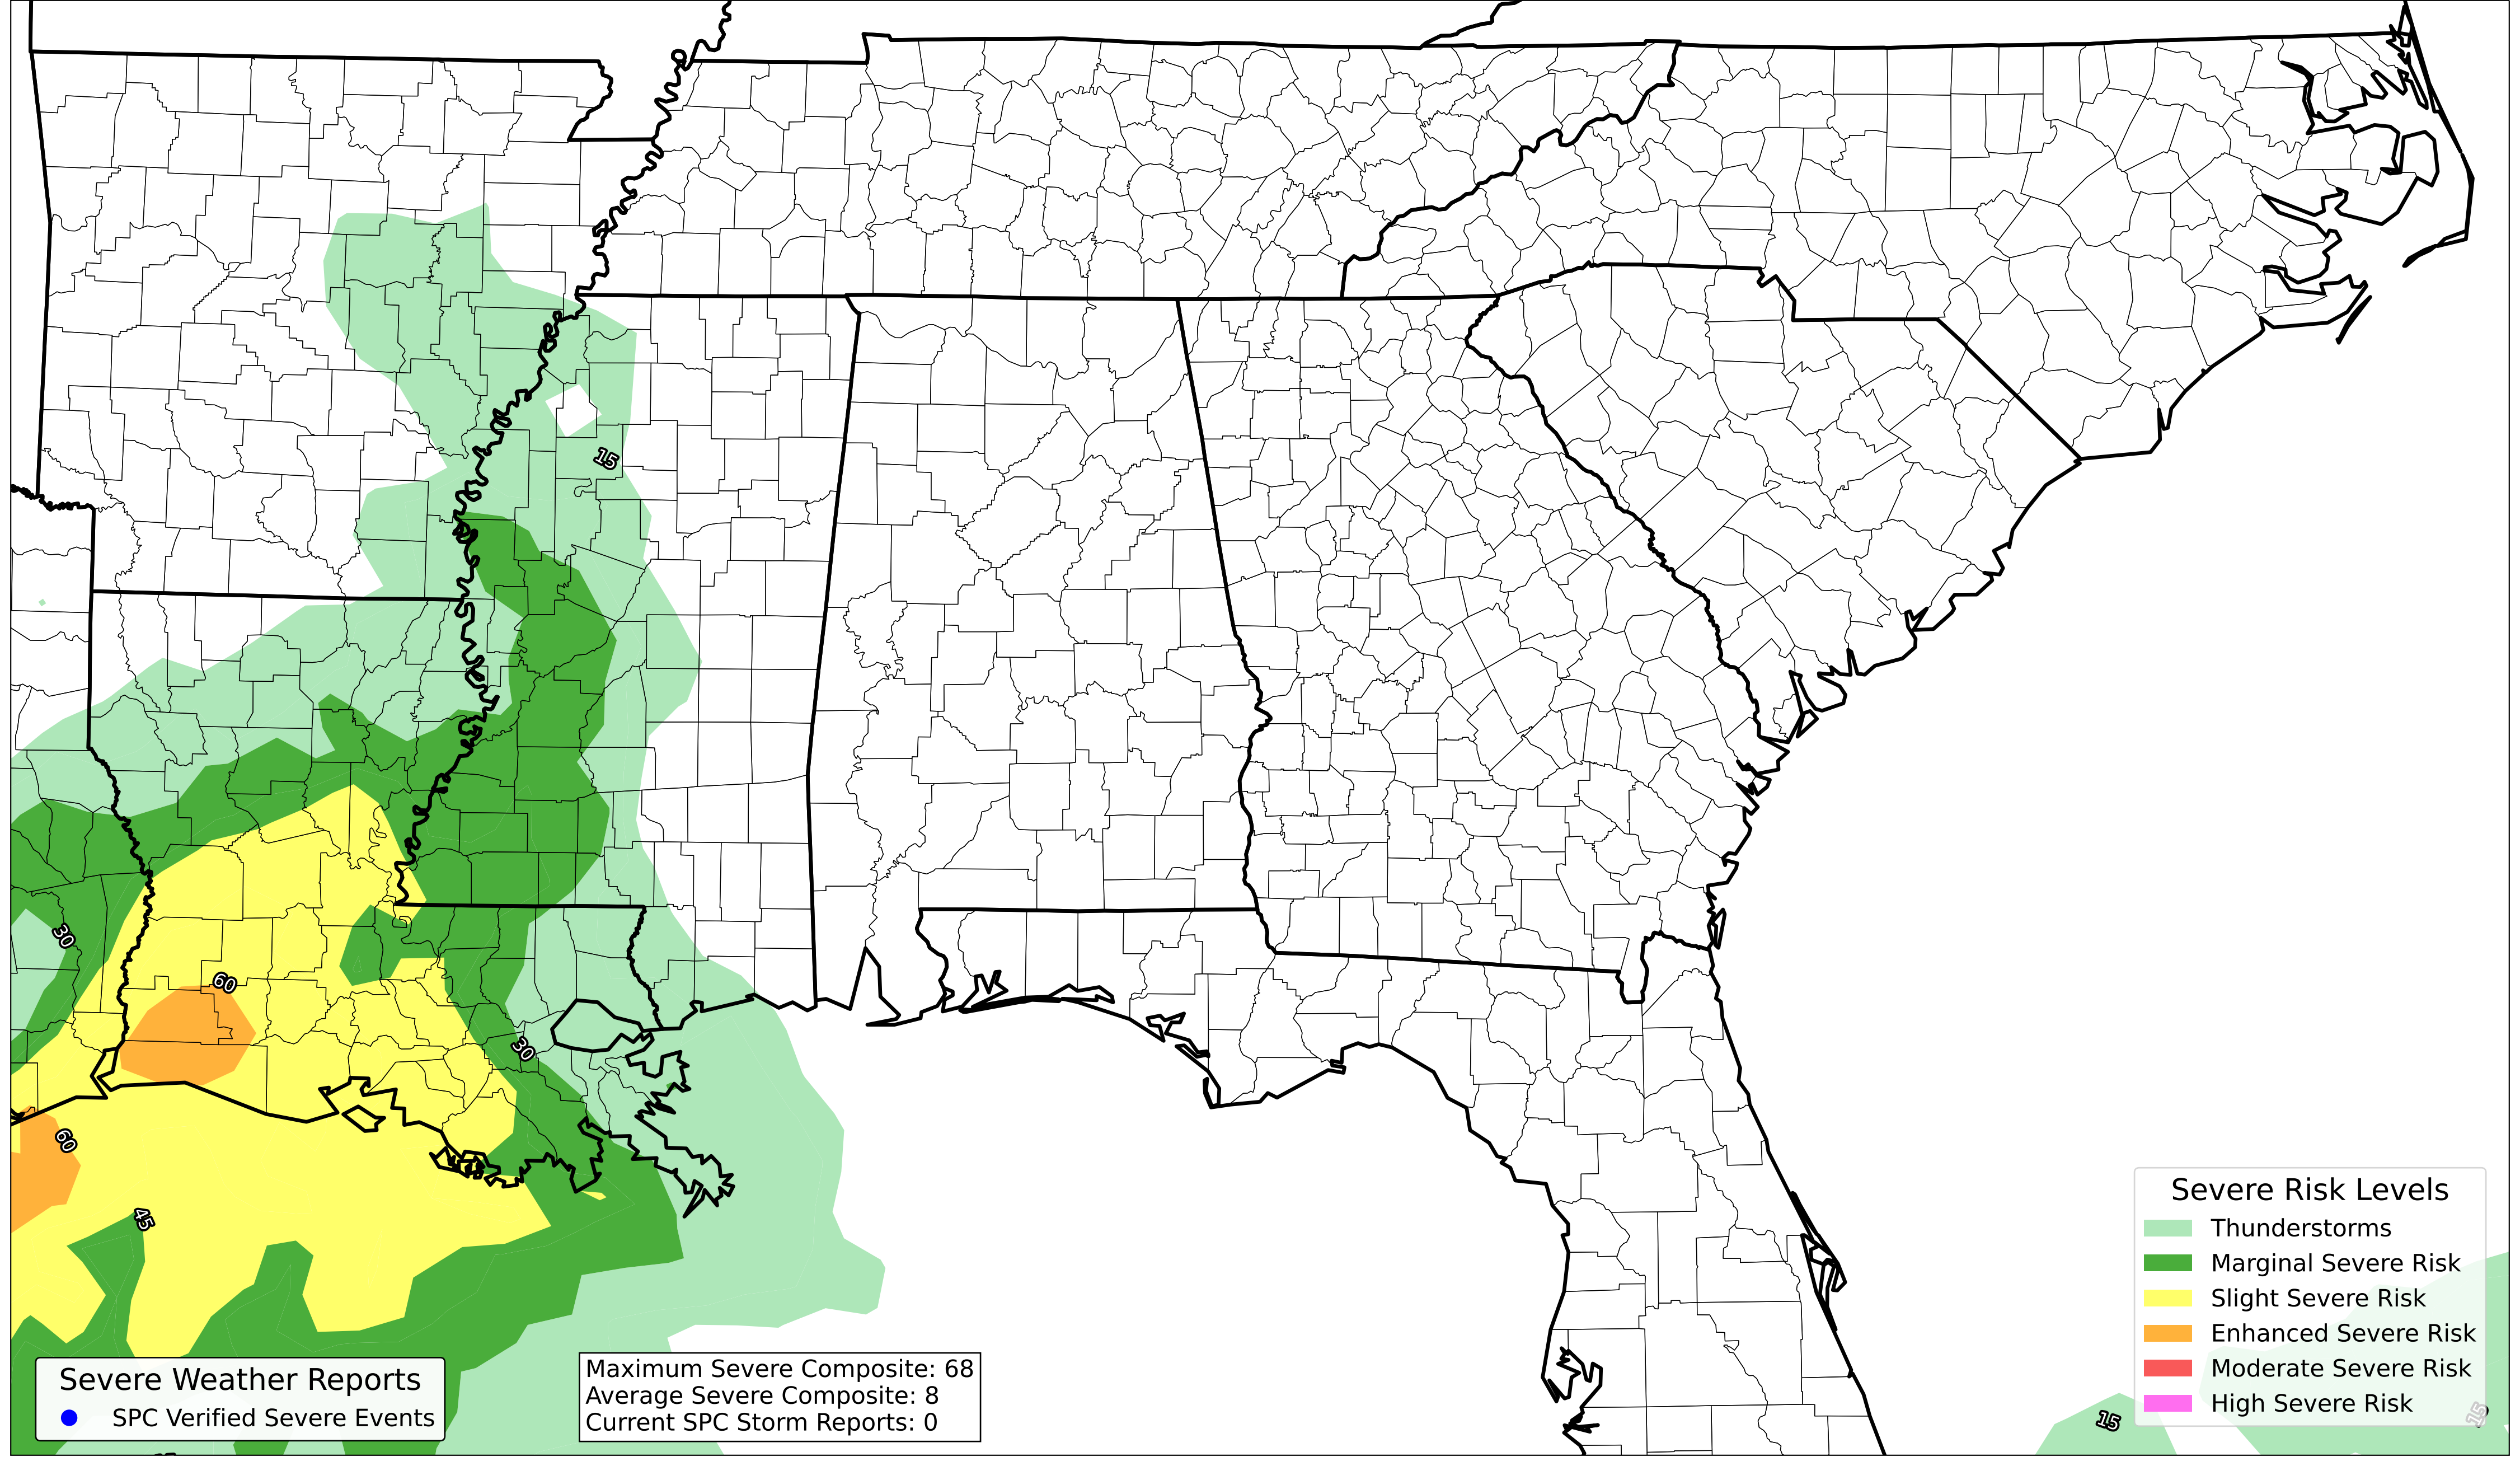 15
30
60
30
60
45
Severe Risk Levels
Thunderstorms
Marginal Severe Risk
Slight Severe Risk
Enhanced Severe Risk
Moderate Severe Risk
High Severe Risk
Severe Weather Reports
SPC Verified Severe Events
Maximum Severe Composite: 68
Average Severe Composite: 8
Current SPC Storm Reports: 0
15
15